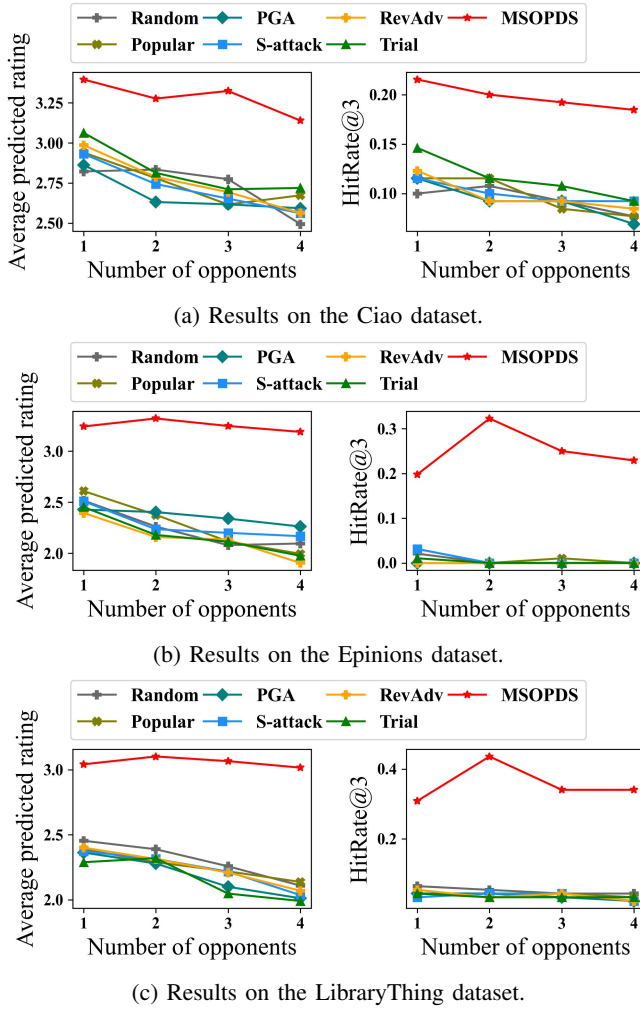 Random PGA RevAdv MSOPDS
Popular S-attack Trial
Average predicted rating
3.25
3.00
2.75
2.50
1 2 3 4
Number of opponents
HitRate@3
0.20
0.15
0.10
1 2 3 4
Number of opponents
(a) Results on the Ciao dataset.
Random PGA RevAdv MSOPDS
Popular S-attack Trial
Average predicted rating
3.0
2.5
2.0
1 2 3 4
Number of opponents
HitRate@3
0.3
0.2
0.1
0.0
1 2 3 4
Number of opponents
(b) Results on the Epinions dataset.
Random PGA RevAdv MSOPDS
Popular S-attack Trial
Average predicted rating
3.0
2.5
2.0
1 2 3 4
Number of opponents
HitRate@3
0.4
0.2
1 2 3 4
Number of opponents
(c) Results on the LibraryThing dataset.